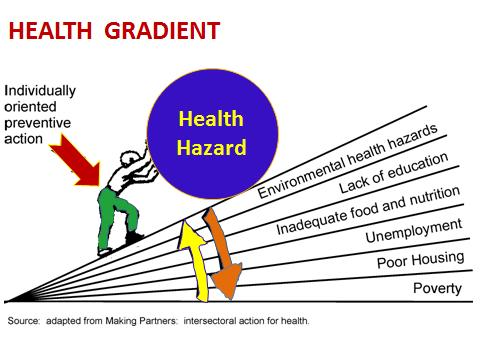 HEALTH GRADIENT
Individually
oriented
preventive
action
Health
Hazard
Environmental health hazards
Lack of education
Inadequate food and nutrition
Unemployment
Poor Housing
Poverty
Source: adapted from Making Partners: intersectoral action for health.